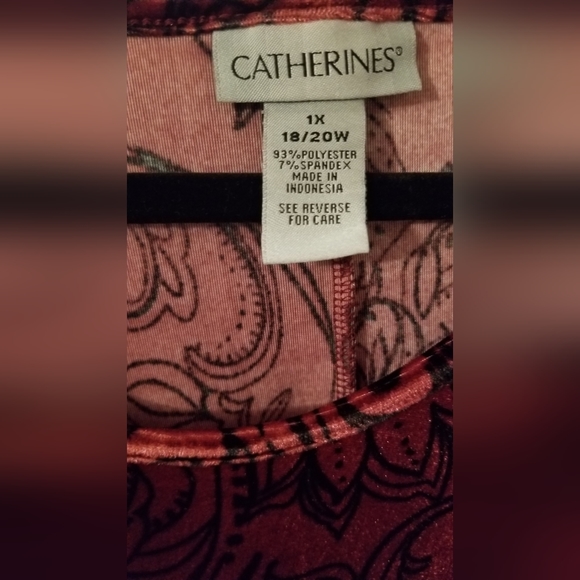 CATHERINES®
1X
18/20W
93%POLYESTER
7%SPANDEX
MADE IN
INDONESIA
SEE REVERSE
FOR CARE